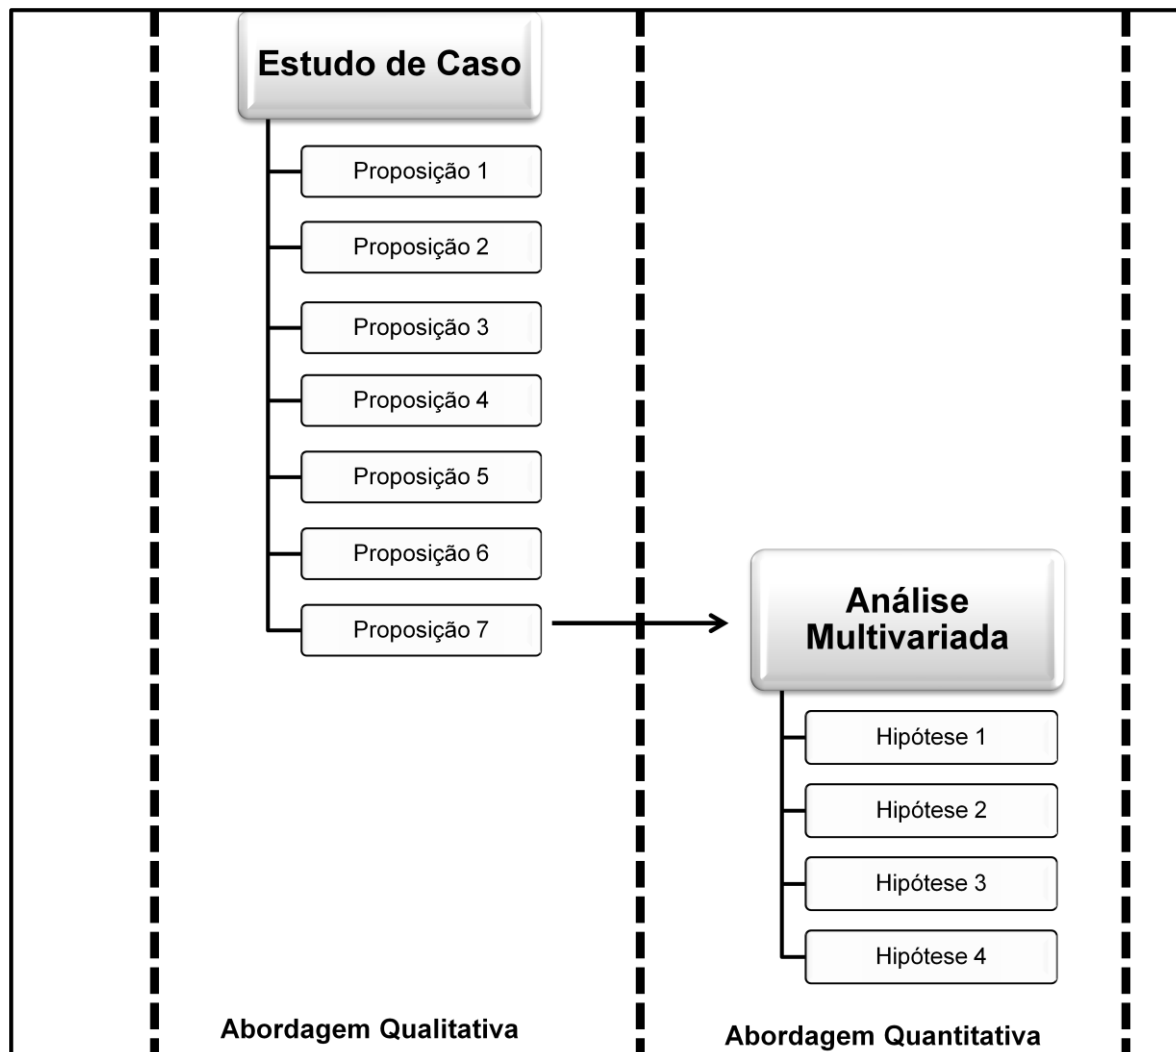 Estudo de Caso
Proposição 1
Proposição 2
Proposição 3
Proposição 4
Proposição 5
Proposição 6
Proposição 7
Abordagem Qualitativa
Análise
Multivariada
Hipótese 1
Hipótese 2
Hipótese 3
Hipótese 4
Abordagem Quantitativa